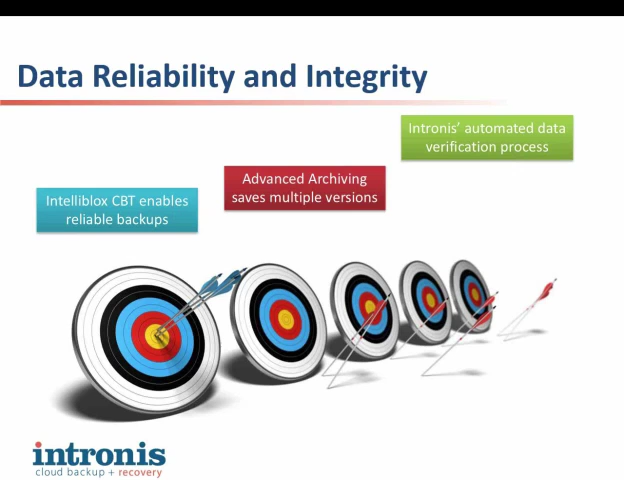 Data Reliability and Integrity
Intronis' automated data
verification process
Advanced Archiving
saves multiple versions
Intelliblox CBT enables
reliable backups
intronis
cloud backup + recovery